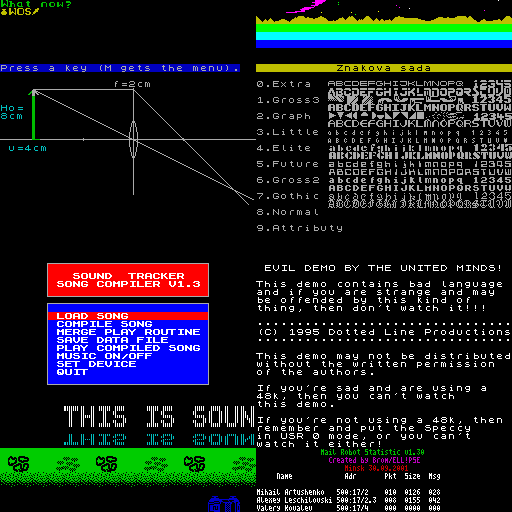 What now?
WOS
Press a key (M gets the menu).
f=2cm
Ho=
8cm
u=4cm
Znakova sada
0.Extra
1.Gross3
2.Graph
3.Little
4.Elite
5.Future
6.Gross2
7.Gothic
8.Normal
9.Attributy
SOUND TRACKER
SONG COMPILER V1.3
LOAD SONG
COMPILE SONG
MERGE PLAY ROUTINE
SAVE DATA FILE
PLAY COMPILED SONG
MUSIC ON/OFF
SET DEVICE
QUIT
THIS IS SOUN
EVIL DEMO BY THE UNITED MINDS!
This demo contains bad language
and if you are strange and may
be offended by this kind of
thing, then don't watch it!!!
(C) 1995 Dotted Line Productions
This demo may not be distributed
without the written permission
of the authors.
If you're sad and are using a
48k, then you can't watch
this demo.
If you're not using a 48k, then
remember and put the Speccy
in USR 0 mode, or you can't
watch it either!
Mail Robot Statistic v1.30
Created by Grow/ELLIPSE
Minsk 30.09.2001
Name Adr Pkt Size Msg
Mihail Artushenko 500:17/2 010 0126 028
Alexey Leschilovski 500:17/2.3 008 0155 042
Valery Kovalev 500:17/4 000 0000 000